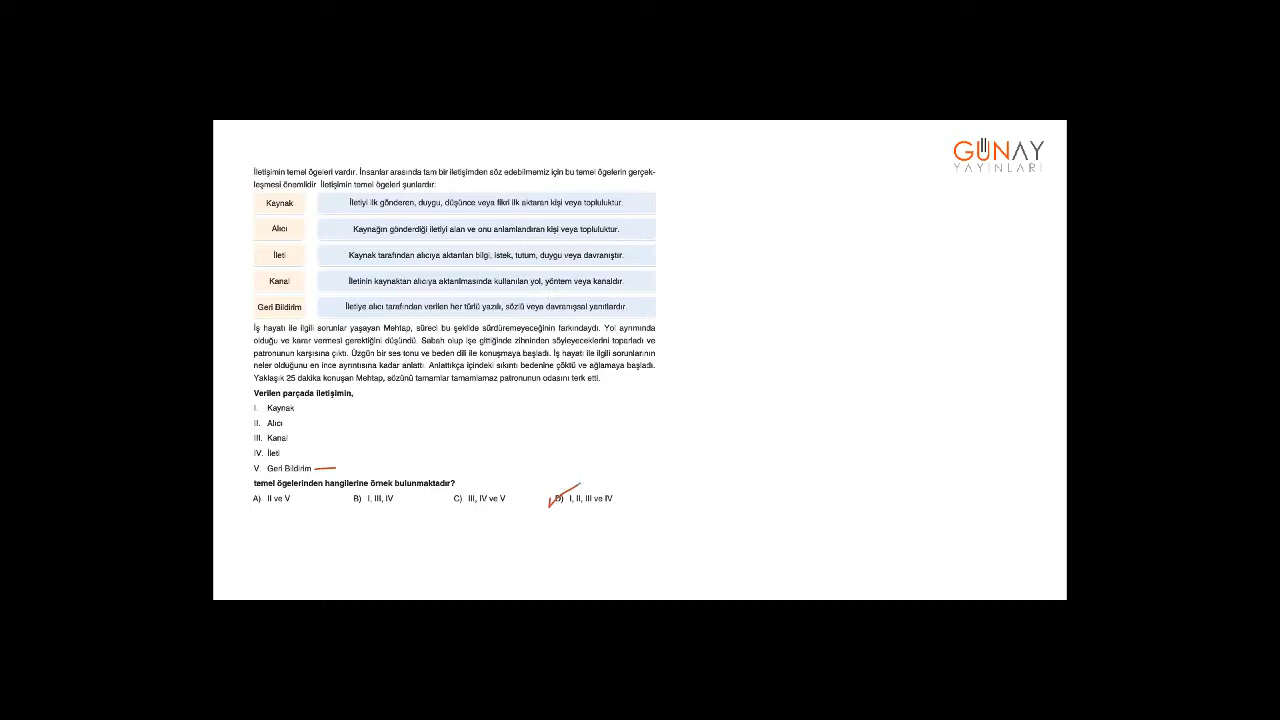 GÜNAY
YAYINLARI
İletişimin temel ögeleri vardır. İnsanlar arasında tam bir iletişimden söz edebilmemiz için bu temel ögelerin gerçek-
leşmesi önemlidir İletişimin temel ögeleri şunlardır:
Kaynak İletiyi ilk gönderen, duygu, düşünce veya fikri ilk aktaran kişi veya topluluktur.
Alıcı Kaynağın gönderdiği iletiyi alan ve onu anlamlandıran kişi veya topluluktur.
İleti Kaynak tarafından alıcıya aktarılan bilgi, istek, tutum, duygu veya davranıştır.
Kanal İletinin kaynaktan alıcıya aktarılmasında kullanılan yol, yöntem veya kanaldır.
Geri Bildirim İletiye alıcı tarafından verilen her türlü yazılı, sözlü veya davranışsal yanıtlardır.
İş hayatı ile ilgili sorunlar yaşayan Mehtap, süreci bu şekilde sürdüremeyeceğinin farkındaydı. Yol ayrımında
olduğu ve karar vermesi gerektiğini düşündü. Sabah olup işe gittiğinde zihninden söyleyeceklerini toparladı ve
patronunun karşısına çıktı. Üzgün bir ses tonu ve beden dili ile konuşmaya başladı. İş hayatı ile ilgili sorunlarının
neler olduğunu en ince ayrıntısına kadar anlattı. Anlattıkça içindeki sıkıntı bedenine çöktü ve ağlamaya başladı.
Yaklaşık 25 dakika konuşan Mehtap, sözünü tamamlar tamamlamaz patronunun odasını terk etti.
Verilen parçada iletişimin,
I. Kaynak
II. Alıcı
III. Kanal
IV. İleti
V. Geri Bildirim
temel ögelerinden hangilerine örnek bulunmaktadır?
A) II ve V B) I, III, IV C) III, IV ve V D) I, II, III ve IV